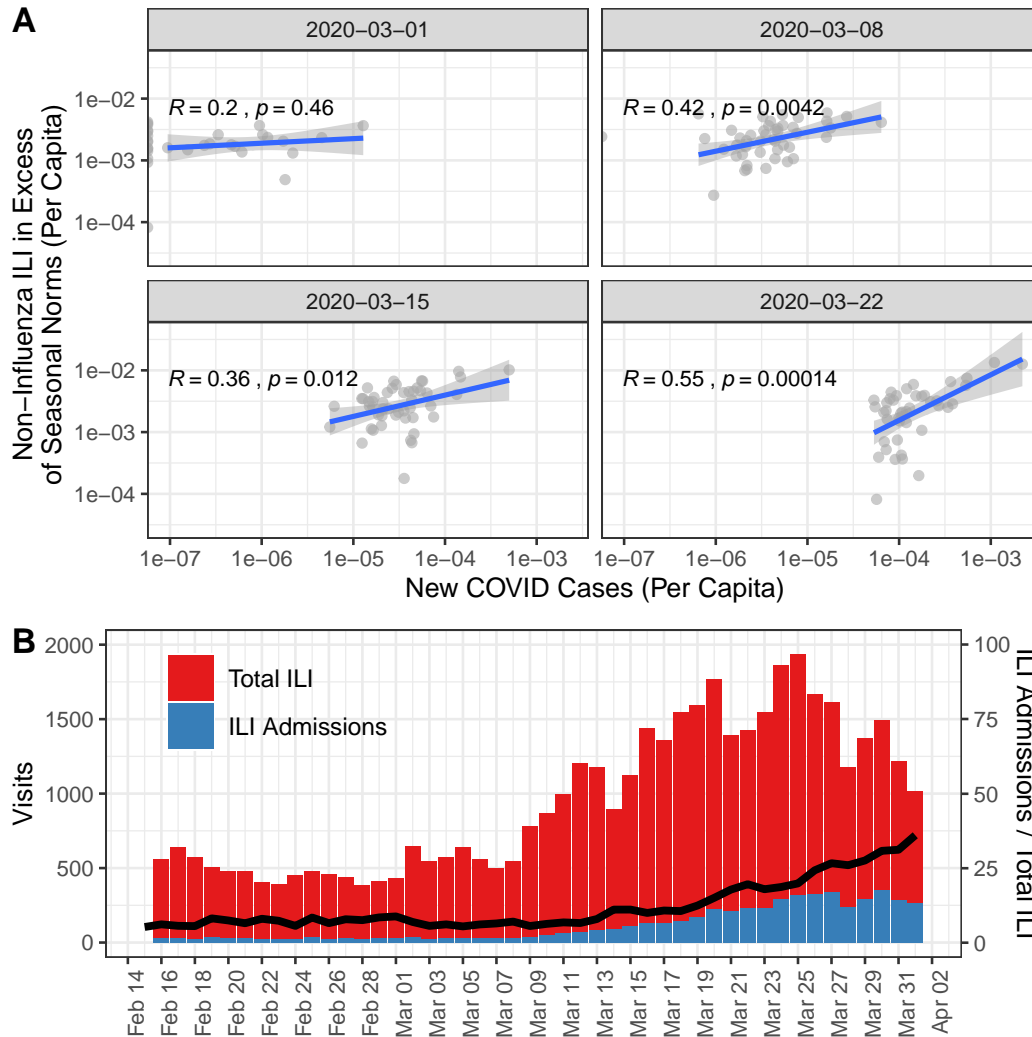 A
2020−03−01
2020−03−08
R = 0.2 , p = 0.46
R = 0.42 , p = 0.0042
1e−02
1e−03
1e−04
2020−03−15
2020−03−22
R = 0.36 , p = 0.012
R = 0.55 , p = 0.00014
1e−02
1e−03
1e−04
Non−Influenza ILI in Excess
of Seasonal Norms (Per Capita)
1e−07 1e−06 1e−05 1e−04 1e−03 1e−07 1e−06 1e−05 1e−04 1e−03
New COVID Cases (Per Capita)
B
Total ILI
ILI Admissions
2000
1500
1000
500
0
Visits
100
75
50
25
0
ILI Admissions / Total ILI
Feb 14
Feb 16
Feb 18
Feb 20
Feb 22
Feb 24
Feb 26
Feb 28
Mar 01
Mar 03
Mar 05
Mar 07
Mar 09
Mar 11
Mar 13
Mar 15
Mar 17
Mar 19
Mar 21
Mar 23
Mar 25
Mar 27
Mar 29
Mar 31
Apr 02